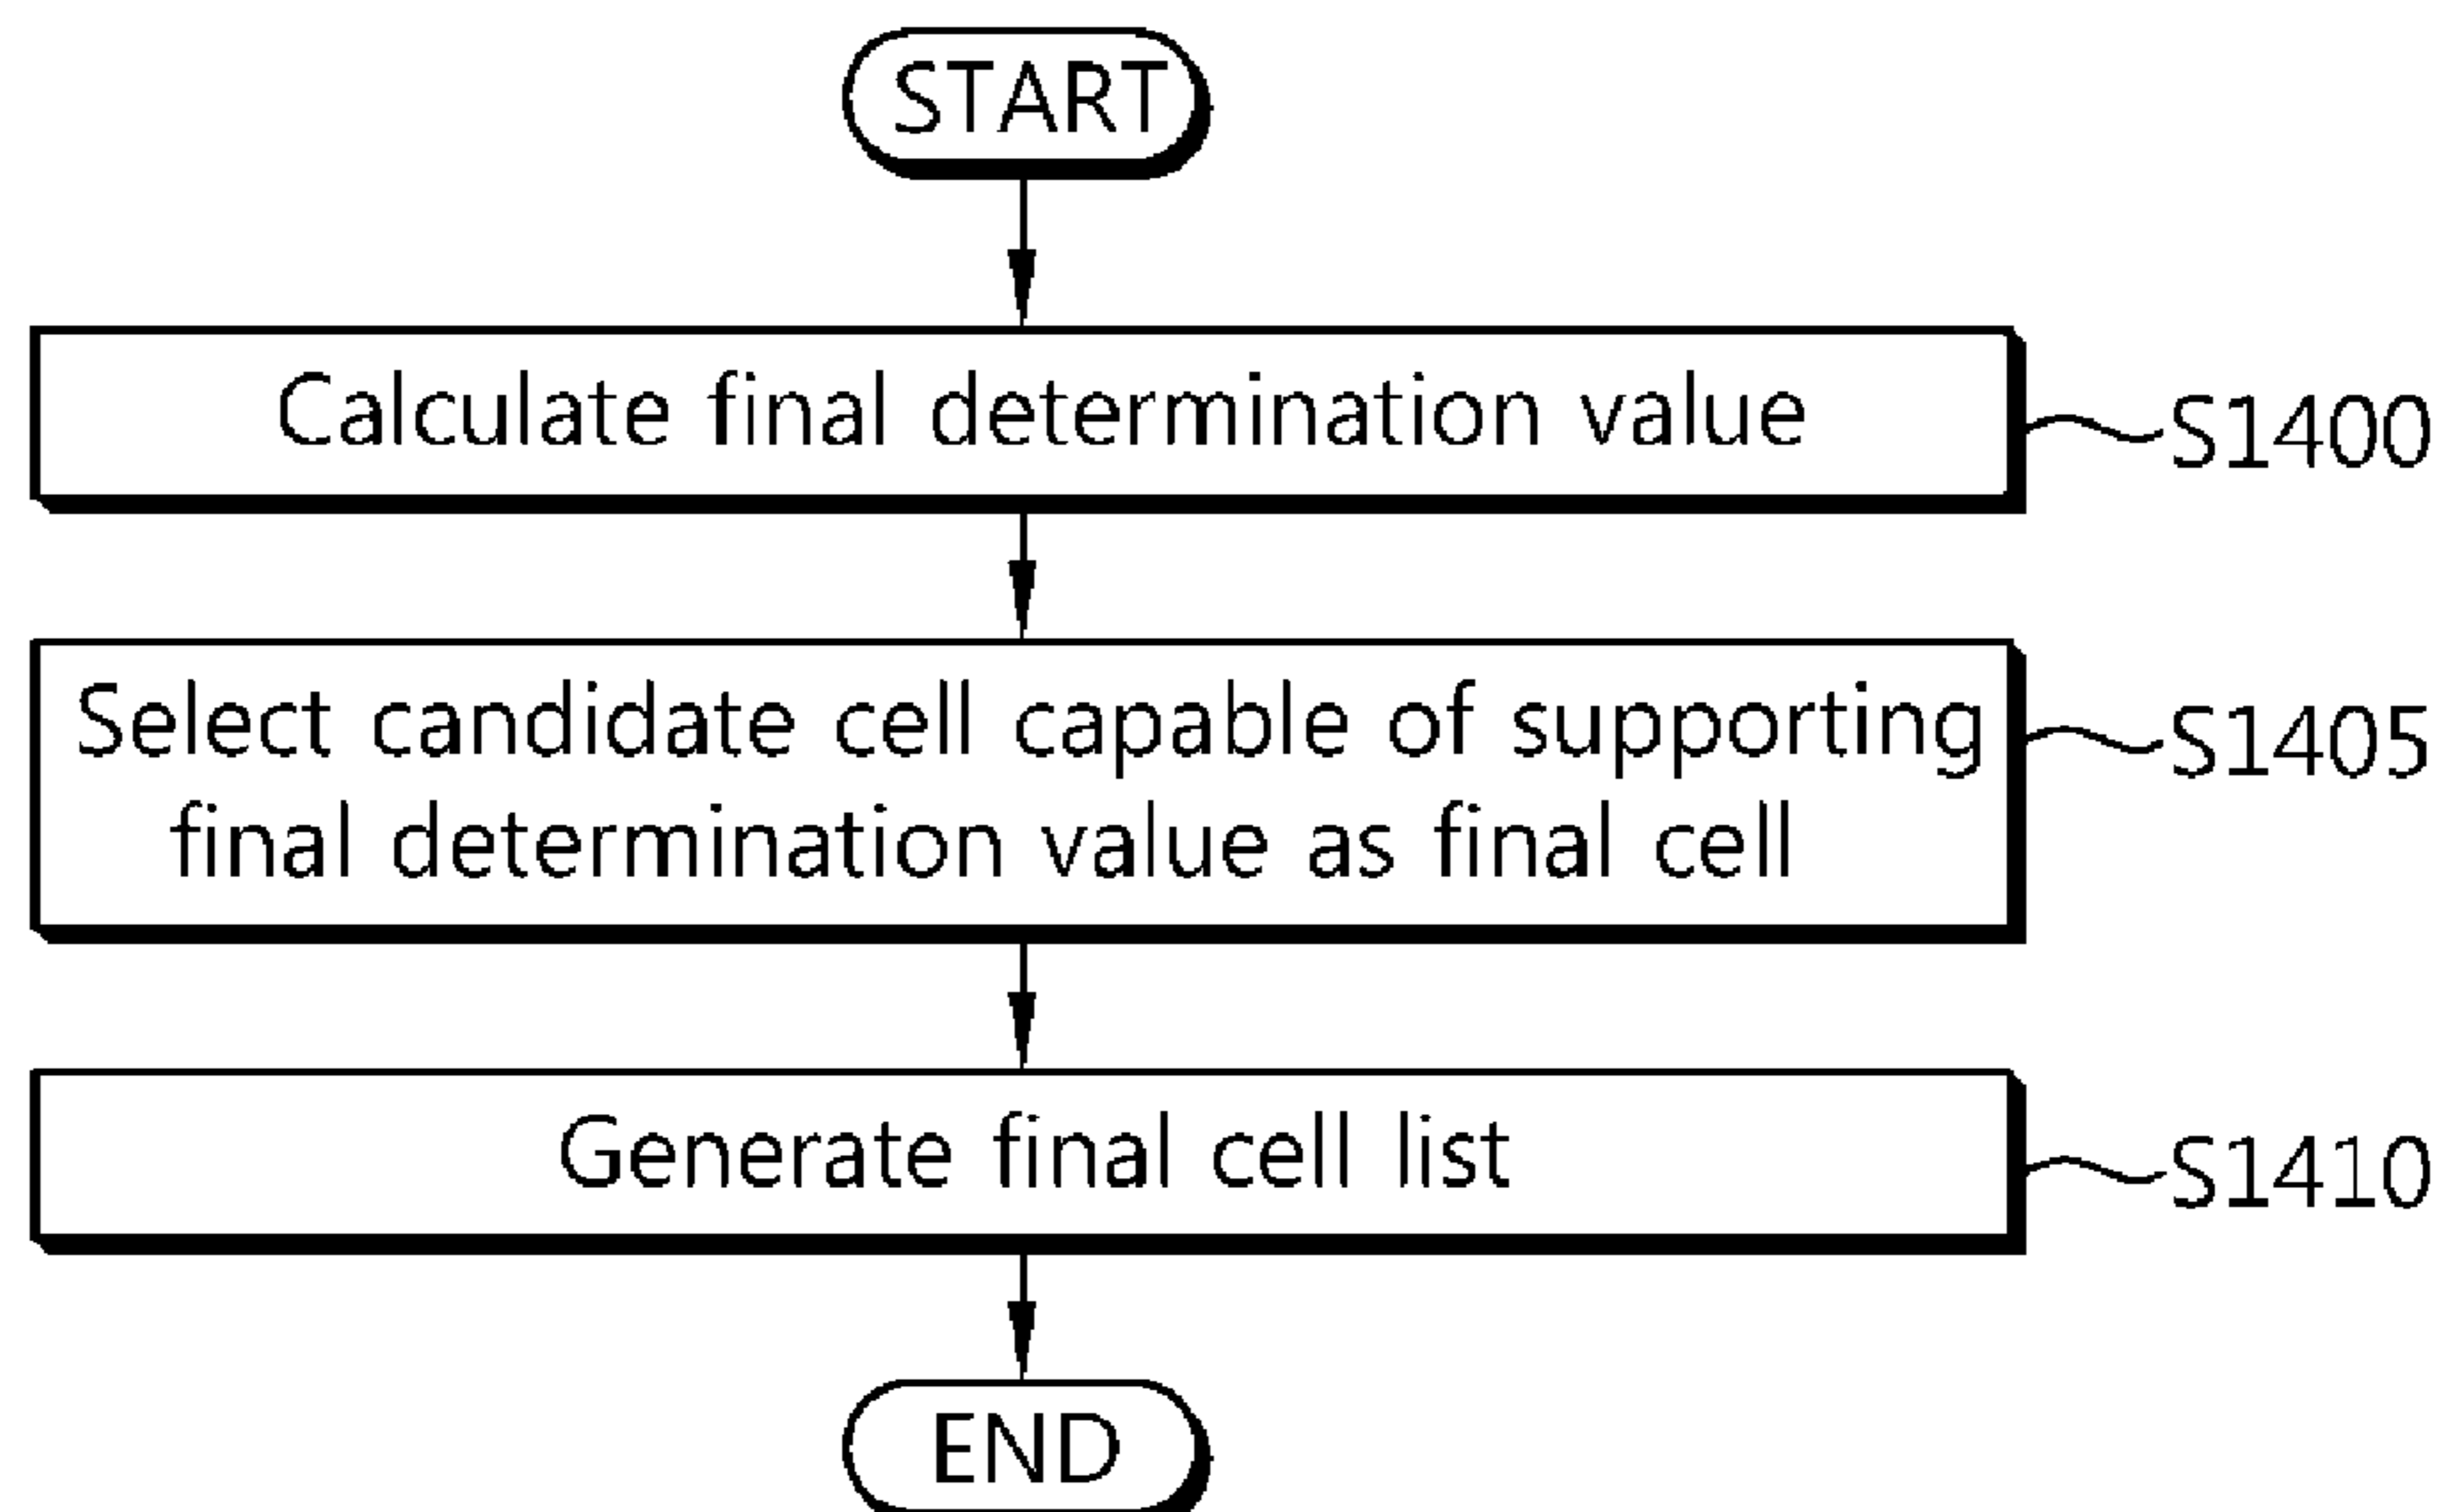 START
Calculate final determination value
S1400
Select candidate cell capable of supporting
final determination value as final cell
S1405
Generate final cell list
S1410
END